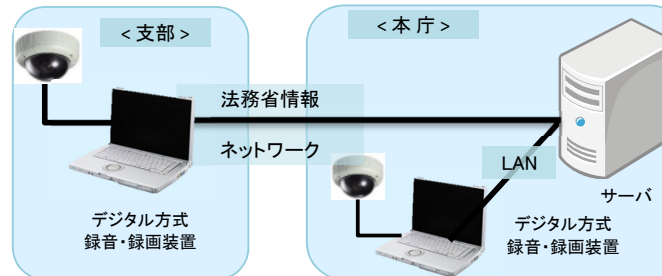 <支部>
<本庁>
法務省情報
ネットワーク
LAN
サーバ
デジタル方式
録音・録画装置
デジタル方式
録音・録画装置